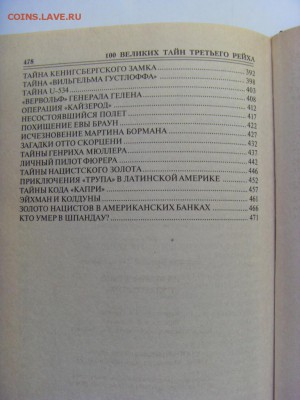 COINS.LAVE.RU
478 100 ВЕЛИКИХ ТАЙН ТРЕТЬЕГО РЕЙХА
ТАЙНА КЕНИГСБЕРГСКОГО ЗАМКА 392
ТАЙНА «ВИЛЬГЕЛЬМА ГУСТЛОФФА» 398
ТАЙНА U-534 403
«ВЕРВОЛЬФ» ГЕНЕРАЛА ГЕЛЕНА 408
ОПЕРАЦИЯ «КАЙЗЕРОД» 412
НЕСОСТОЯВШИЙСЯ ПОЛЕТ 417
ПОХИЩЕНИЕ ЕВЫ БРАУН 422
ИСЧЕЗНОВЕНИЕ МАРТИНА БОРМАНА 427
ЗАГАДКИ ОТТО СКОРЦЕНИ 432
ТАЙНЫ ГЕНРИХА МЮЛЛЕРА 437
ЛИЧНЫЙ ПИЛОТ ФЮРЕРА 442
ТАЙНЫ НАЦИСТСКОГО ЗОЛОТА 446
ПРИКЛЮЧЕНИЯ «ТРУПА» В ЛАТИНСКОЙ АМЕРИКЕ 452
ТАЙНЫ КОДА «КАПРИ» 457
ЭЙХМАН И КОЛДУНЫ 461
ЗОЛОТО НАЦИСТОВ В АМЕРИКАНСКИХ БАНКАХ 466
КТО УМЕР В ШПАНДАУ? 471